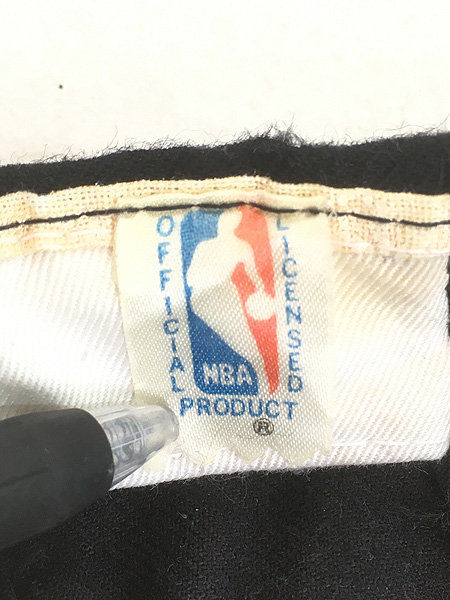 OFFICIAL
LICENSED
NBA
PRODUCT
®